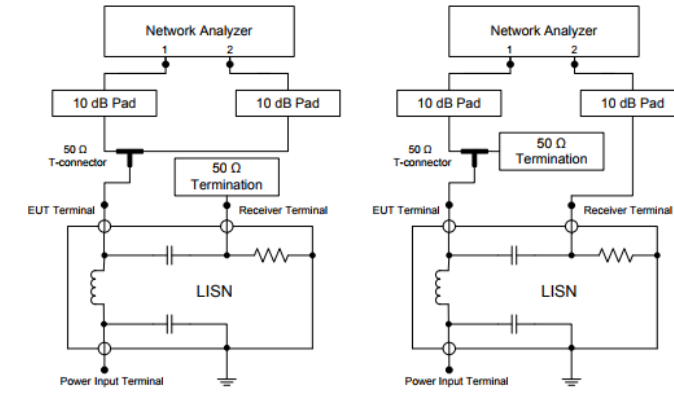 Network Analyzer
1 2
10 dB Pad 10 dB Pad
50 Ω
T-connector
50 Ω
Termination
EUT Terminal Receiver Terminal
LISN
Power Input Terminal
Network Analyzer
1 2
10 dB Pad 10 dB Pad
50 Ω
T-connector
50 Ω
Termination
EUT Terminal Receiver Terminal
LISN
Power Input Terminal